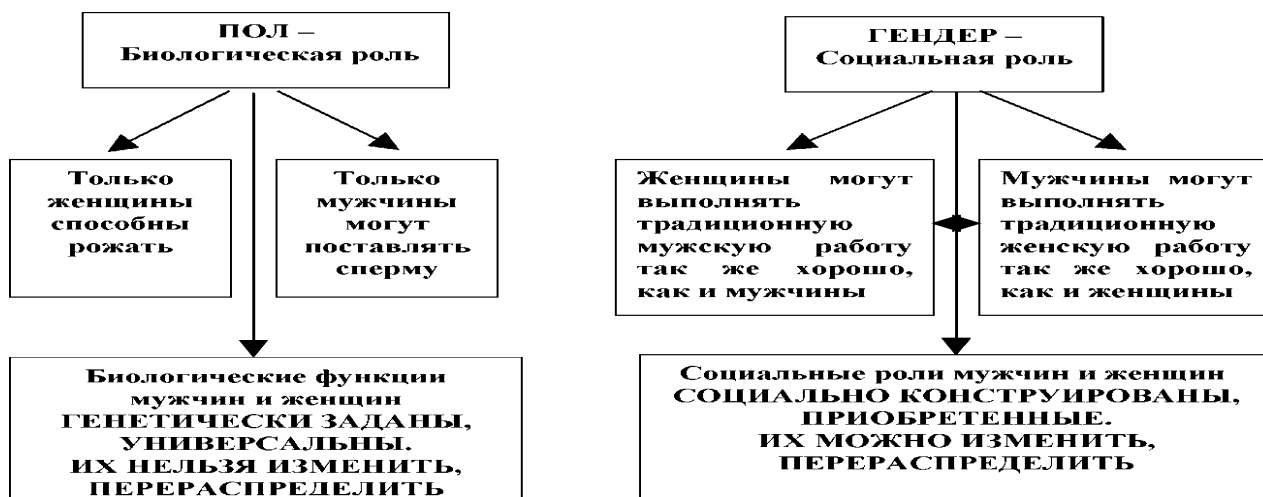 ПОЛ –
Биологическая роль
Только
женщины
способны
рожать
Только
мужчины
могут
поставлять
сперму
Биологические функции
мужчин и женщин
ГЕНЕТИЧЕСКИ ЗАДАНЫ,
УНИВЕРСАЛЬНЫ.
ИХ НЕЛЬЗЯ ИЗМЕНИТЬ,
ПЕРЕРАСПРЕДЕЛИТЬ
ГЕНДЕР –
Социальная роль
Женщины могут
выполнять
традиционную
мужскую работу
так же хорошо,
как и мужчины
Мужчины могут
выполнять
традиционную
женскую работу
так же хорошо,
как и женщины
Социальные роли мужчин и женщин
СОЦИАЛЬНО КОНСТРУИРОВАНЫ,
ПРИОБРЕТЕННЫЕ.
ИХ МОЖНО ИЗМЕНИТЬ,
ПЕРЕРАСПРЕДЕЛИТЬ